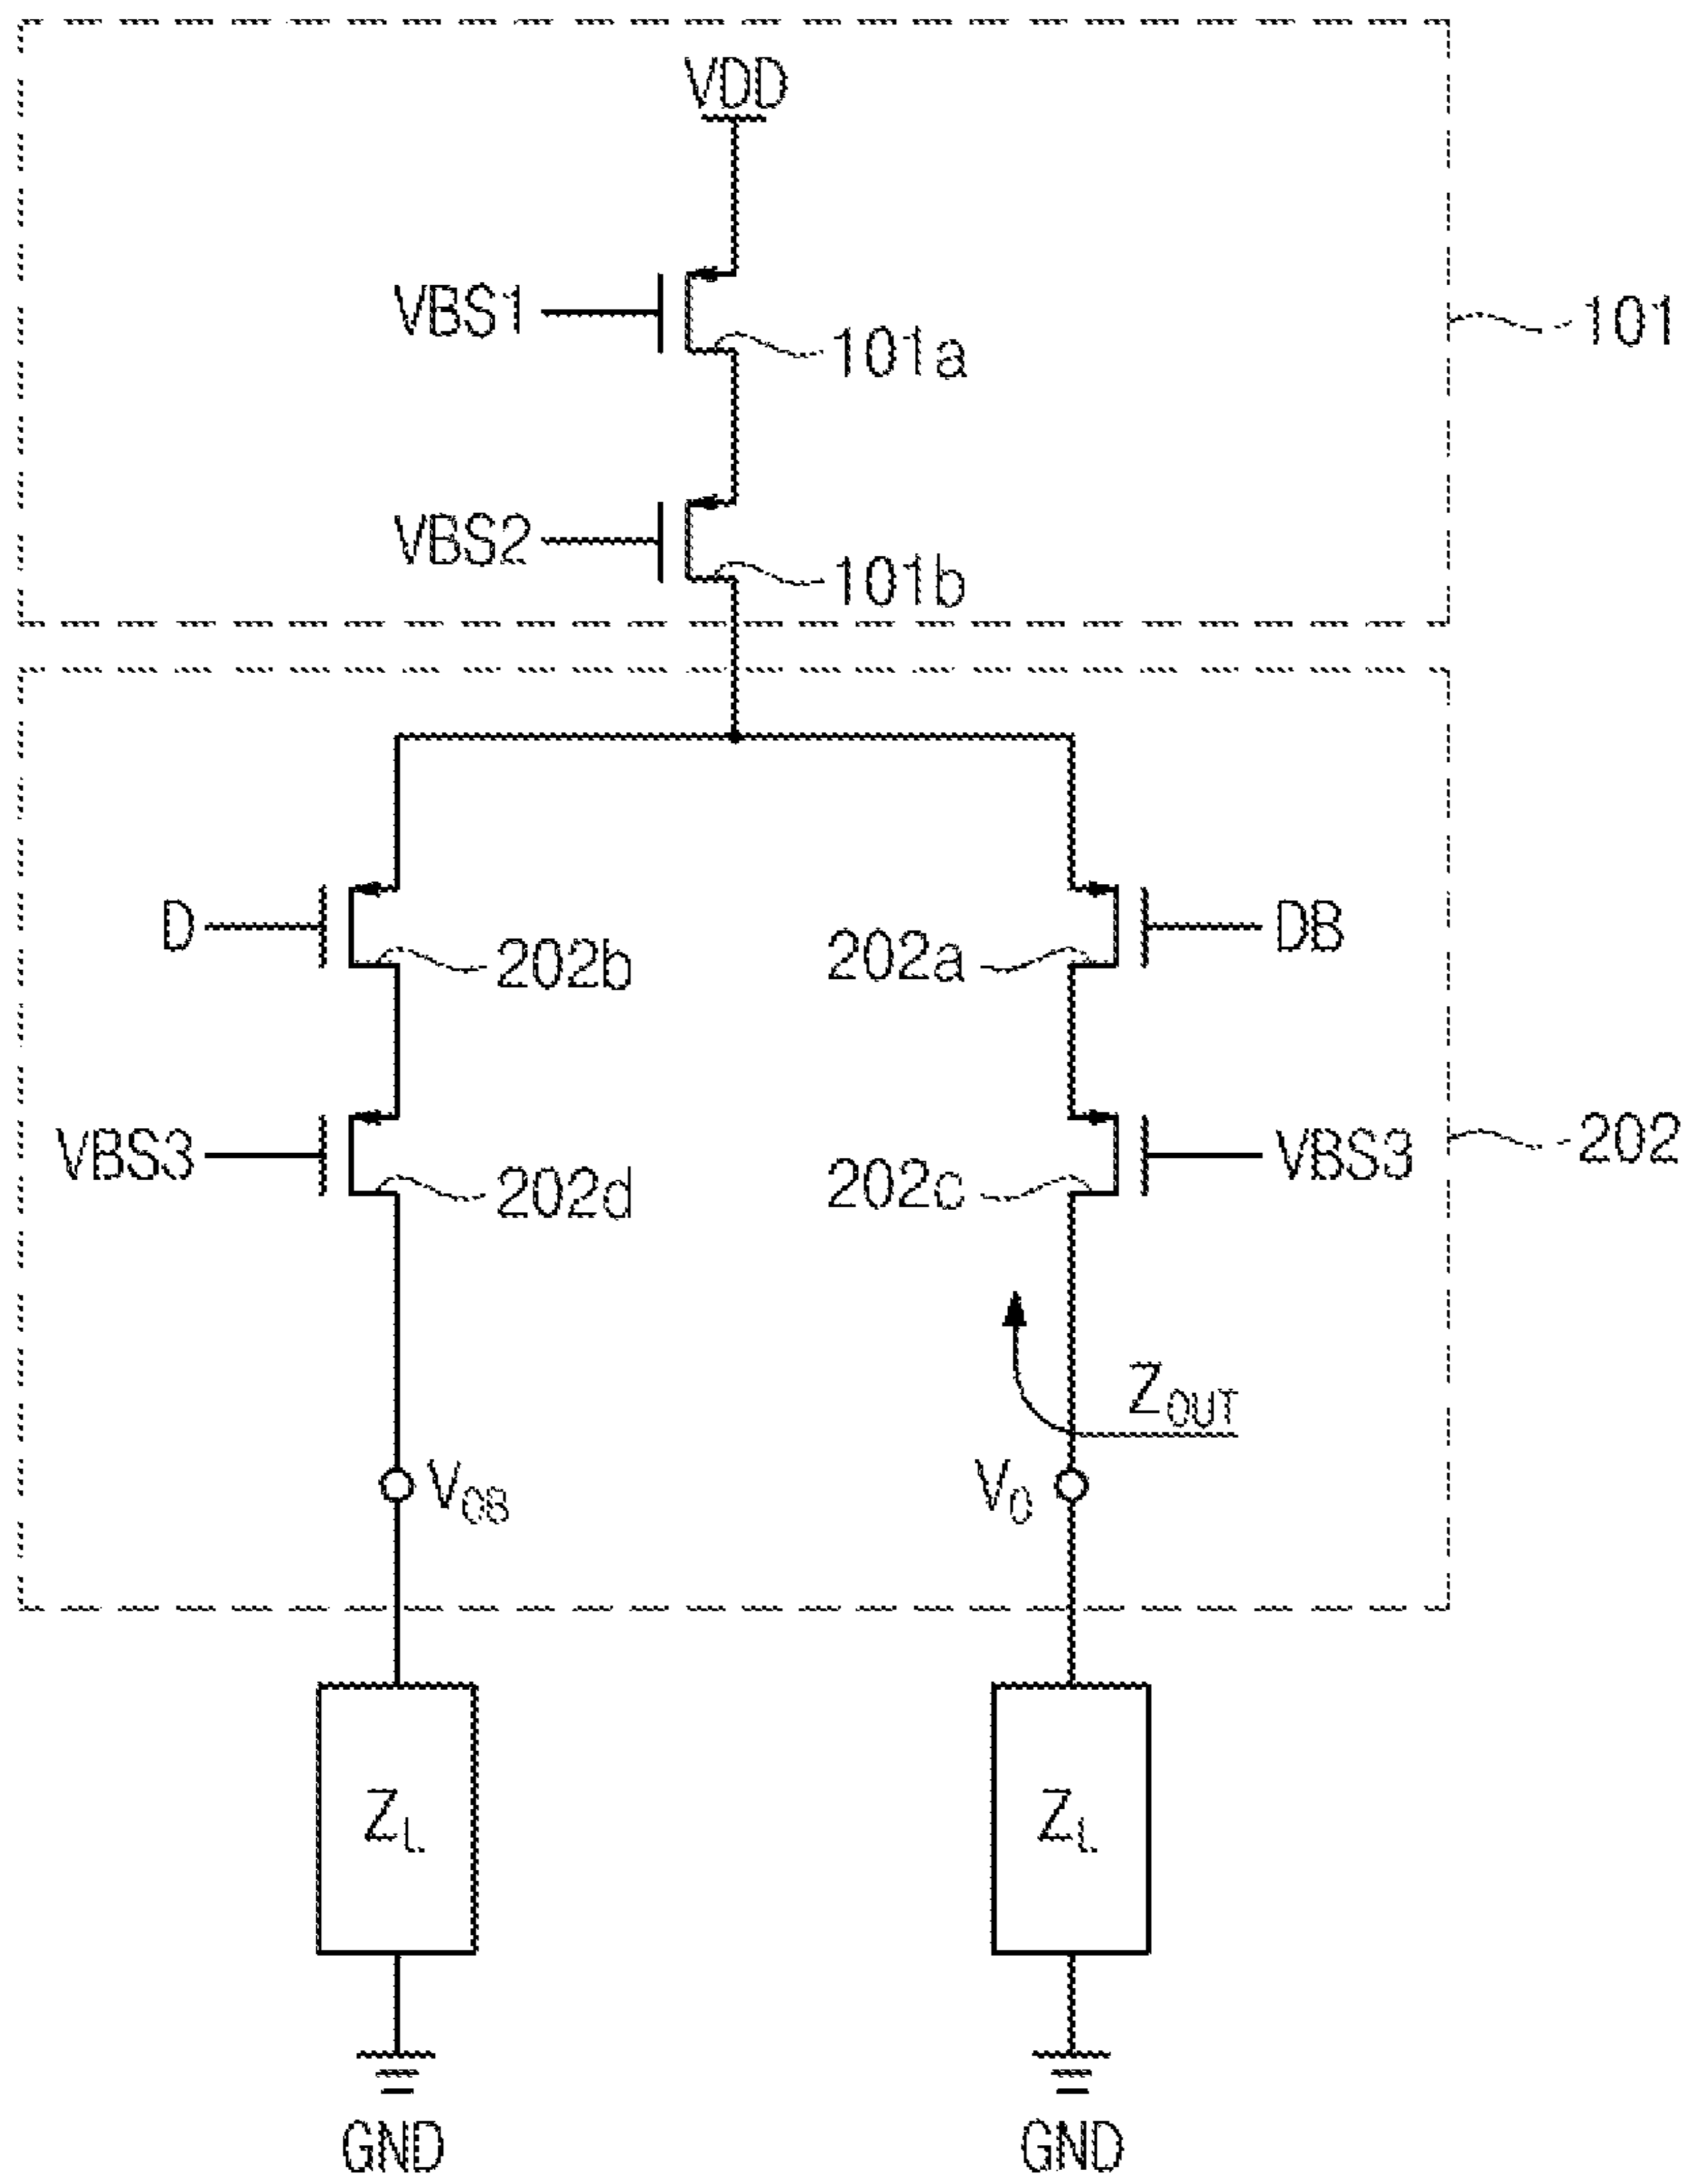 VDD
VBS1
101a
101
VBS2
101b
D
202b
202a
DB
VBS3
202d
202c
VBS3
202
ZOUT
VOB
VO
ZL
ZL
GND
GND